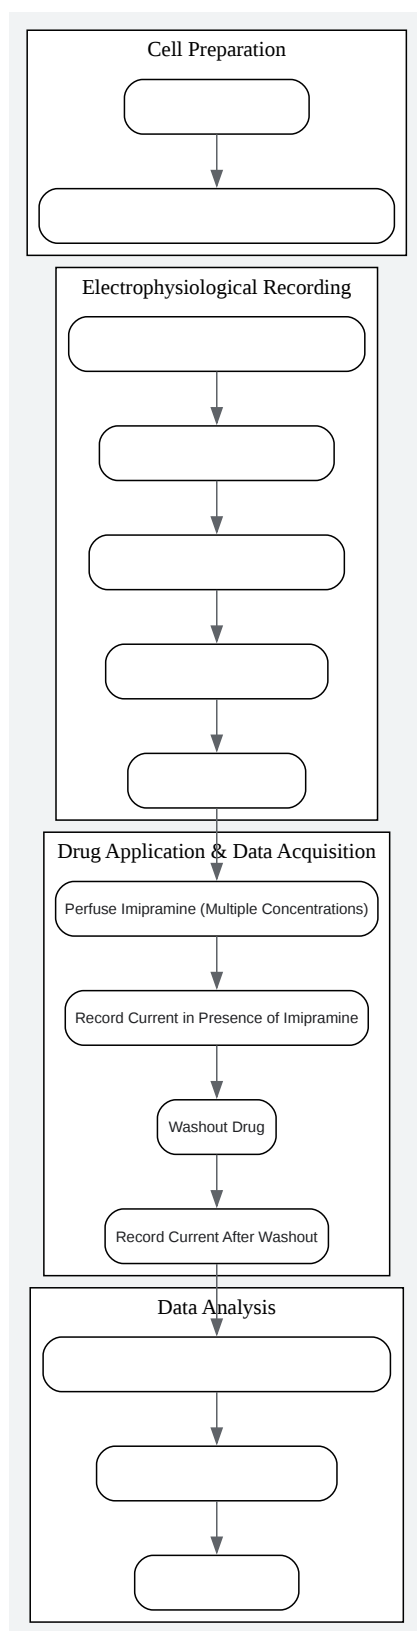 Cell Preparation
Electrophysiological Recording
Drug Application & Data Acquisition
Perfuse Imipramine (Multiple Concentrations)
Record Current in Presence of Imipramine
Washout Drug
Record Current After Washout
Data Analysis